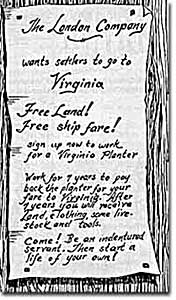 The London Company
wants settlers to go to
Virginia
Free Land!
Free ship fare!
sign up now to work
for a Virginia Planter
Work for 7 years to pay
back the planter for your
fare to Virginia. After
7 years you will receive
land, clothing, some live-
stock and tools.
Come! Be an indentured
servant. Then start a
life of your own!